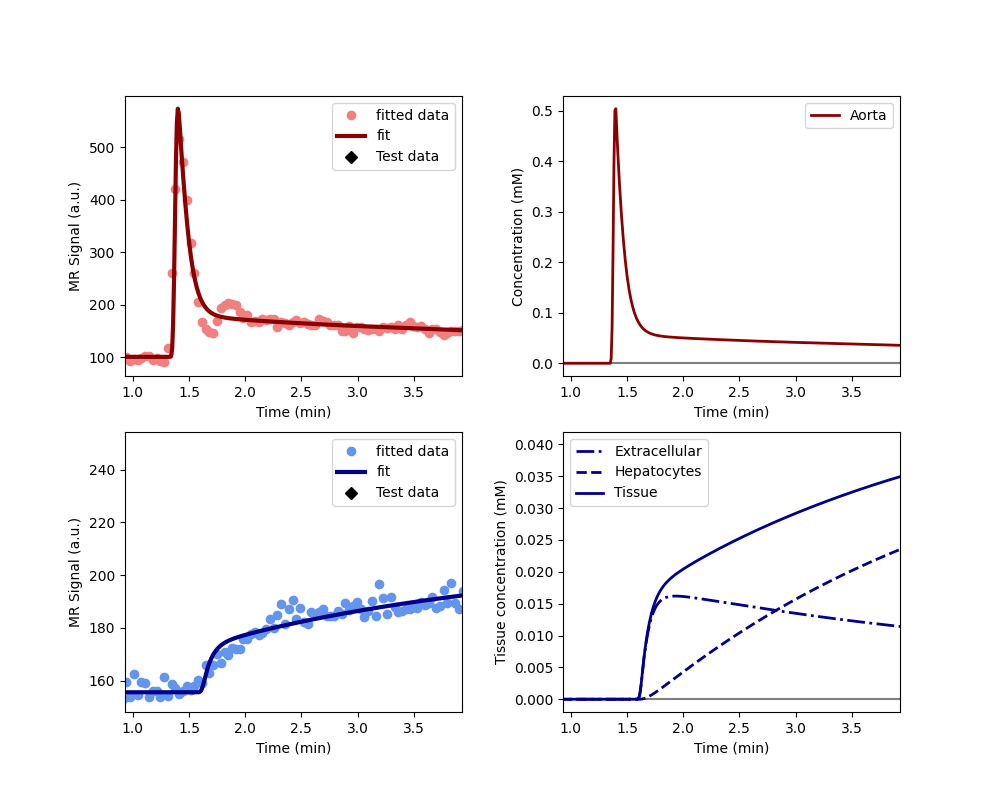 MR Signal (a.u.)
500
400
300
200
100
fitted data
fit
Test data
1.0 1.5 2.0 2.5 3.0 3.5
Time (min)
Concentration (mM)
0.5
0.4
0.3
0.2
0.1
0.0
Aorta
1.0 1.5 2.0 2.5 3.0 3.5
Time (min)
MR Signal (a.u.)
240
220
200
180
160
fitted data
fit
Test data
1.0 1.5 2.0 2.5 3.0 3.5
Time (min)
Tissue concentration (mM)
0.040
0.035
0.030
0.025
0.020
0.015
0.010
0.005
0.000
Extracellular
Hepatocytes
Tissue
1.0 1.5 2.0 2.5 3.0 3.5
Time (min)